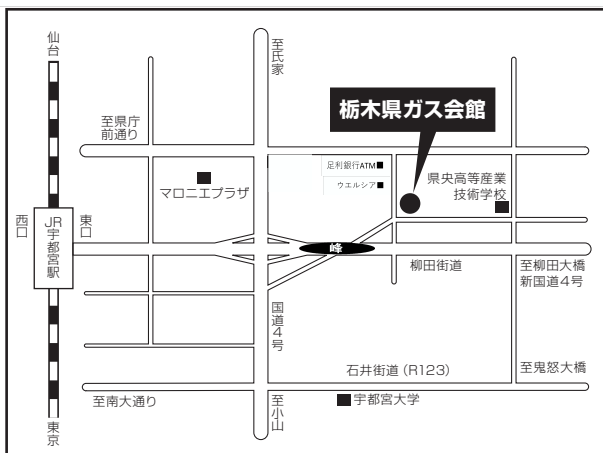 仙台
至氏家
栃木県ガス会館
至県庁
前通り
足利銀行ATM
ウエルシア
県央高等産業
技術学校
マロニエプラザ
西口
JR宇都宮駅
東口
峰
柳田街道
至柳田大橋
新国道4号
国道4号
石井街道(R123)
至鬼怒大橋
至南大通り
宇都宮大学
至小山
東京